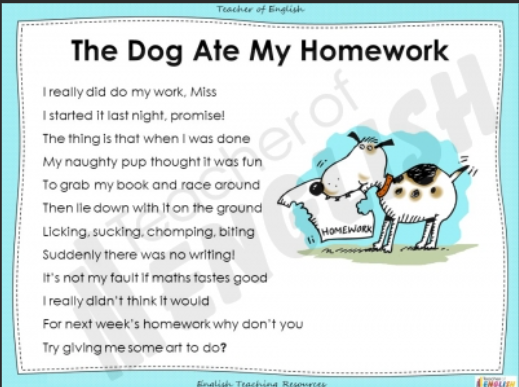 Teacher of English
The Dog Ate My Homework
I really did do my work, Miss
I started it last night, promise!
The thing is that when I was done
My naughty pup thought it was fun
To grab my book and race around
Then lie down with it on the ground
Licking, sucking, chomping, biting
Suddenly there was no writing!
It's not my fault if maths tastes good
I really didn't think it would
For next week's homework why don't you
Try giving me some art to do?
HOMEWORK
Teacher of
ENGLISH
English Teaching Resources
ENGLISH